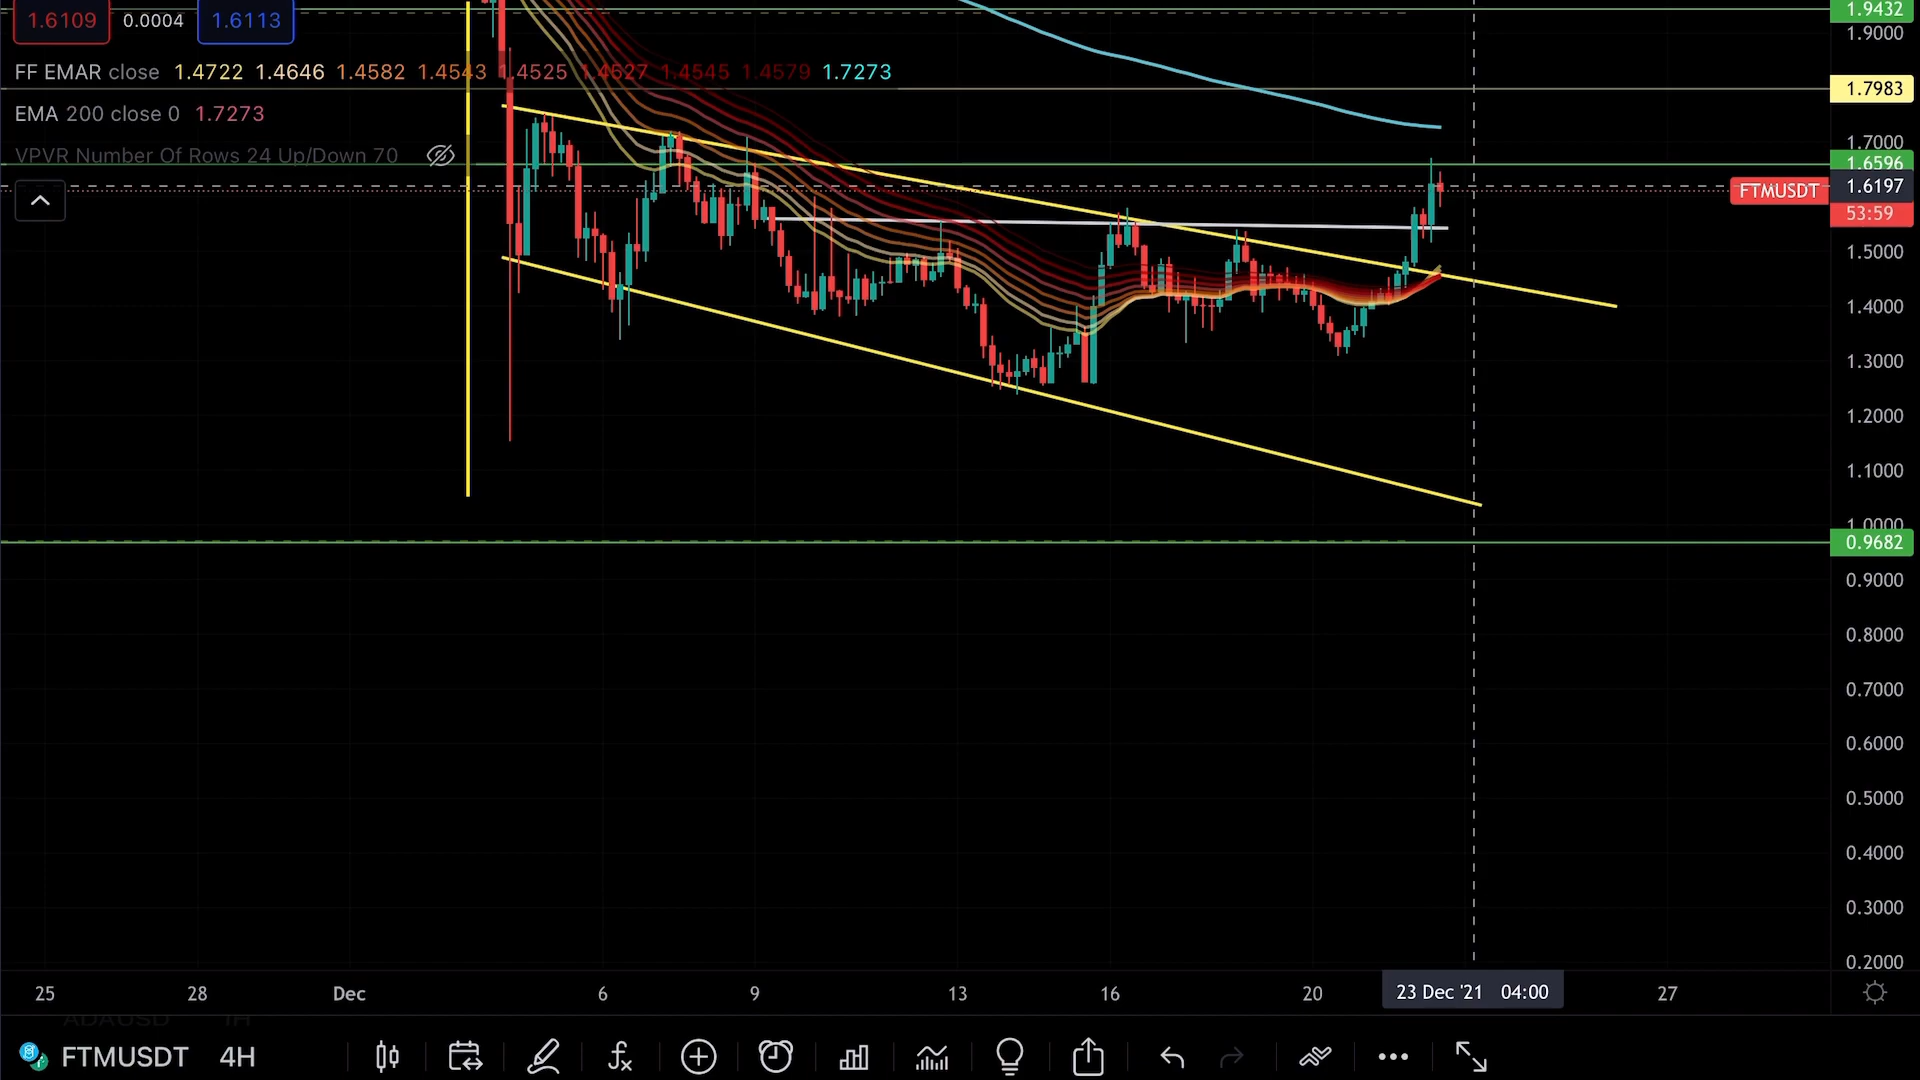 1.6109 0.0004 1.6113
FF EMAR close 1.4722 1.4646 1.4582 1.4543 1.4525 1.4527 1.4545 1.4579 1.7273
EMA 200 close 0 1.7273
VPVR Number Of Rows 24 Up/Down 70
1.9432
1.9000
1.7983
1.7000
1.6596
FTMUSDT 1.6197
53:59
1.5000
1.4000
1.3000
1.2000
1.1000
1.0000
0.9682
0.9000
0.8000
0.7000
0.6000
0.5000
0.4000
0.3000
0.2000
25 28 Dec 6 9 13 16 20 23 Dec '21 04:00 27
ADAUSD 1H
FTMUSDT 4H